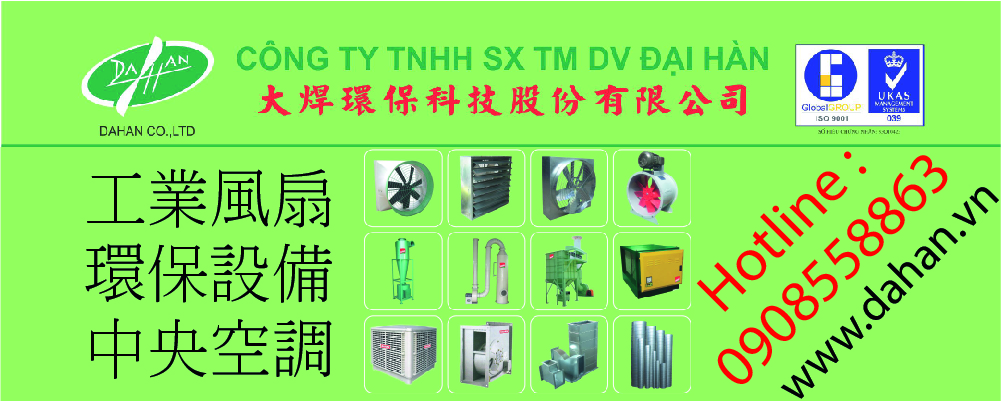 DAHAN
DAHAN CO.,LTD
CÔNG TY TNHH SX TM DV ĐẠI HÀN
大焊環保科技股份有限公司
GlobalGROUP
ISO 9001
UKAS
MANAGEMENT
SYSTEMS
039
工業風扇
環保設備
中央空調
Hotline :
0908558863
www.dahan.vn